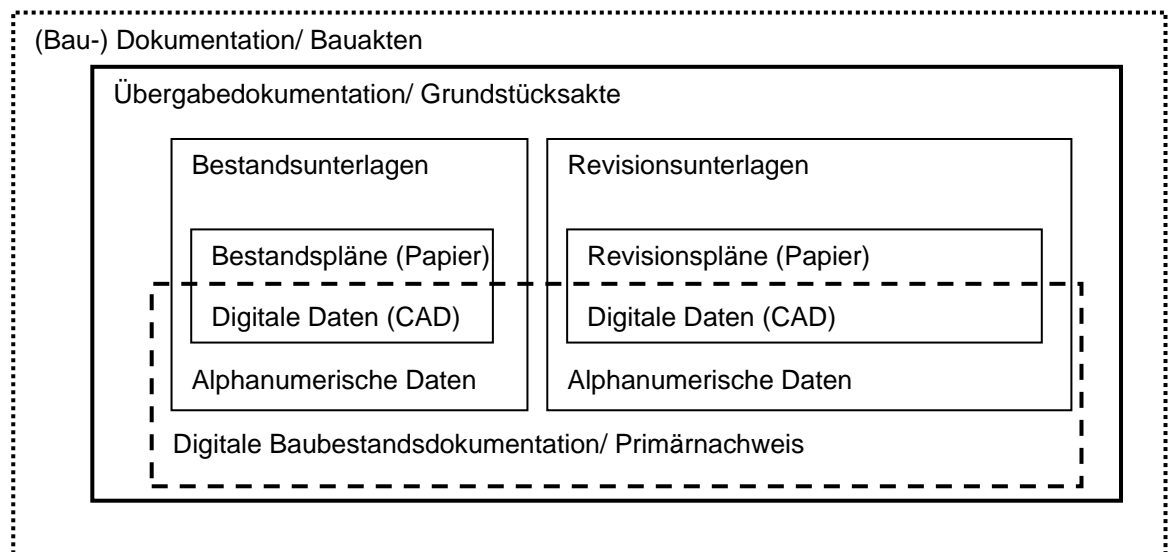 (Bau-) Dokumentation/ Bauakten
Übergabedokumentation/ Grundstücksakte
Bestandsunterlagen
Bestandspläne (Papier)
Digitale Daten (CAD)
Alphanumerische Daten
Revisionsunterlagen
Revisionspläne (Papier)
Digitale Daten (CAD)
Alphanumerische Daten
Digitale Baubestandsdokumentation/ Primärnachweis